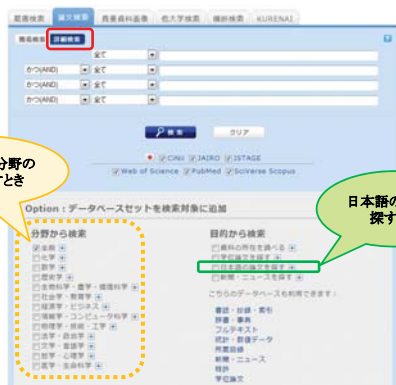 蔵書検索 論文検索 貴重資料画像 他大学検索 横断検索 KURENAI
簡易検索 詳細検索
全て
かつ(AND) 全て
かつ(AND) 全て
かつ(AND) 全て
検索 クリア
CiNii JAIRO JSTAGE
Web of Science PubMed SciVerse Scopus
分野の
とき
Option : データベースセットを検索対象に追加
日本語の
探す
分野から検索
全般
化学
数学
歴史学
生物科学・農学・環境科学
社会学・教育学
経済学・ビジネス
情報学・コンピュータ科学
物理学・技術・工学
法学・政治学
文学・言語学
哲学・心理学
医学・生命科学
目的から検索
資料の所在を調べる
学位論文を探す
日本語の論文を探す
新聞・ニュースを探す
こちらのデータベースも利用できます：
書誌・抄録・索引
辞書・事典
フルテキスト
統計・数値データ
所蔵目録
新聞・ニュース
特許
学位論文